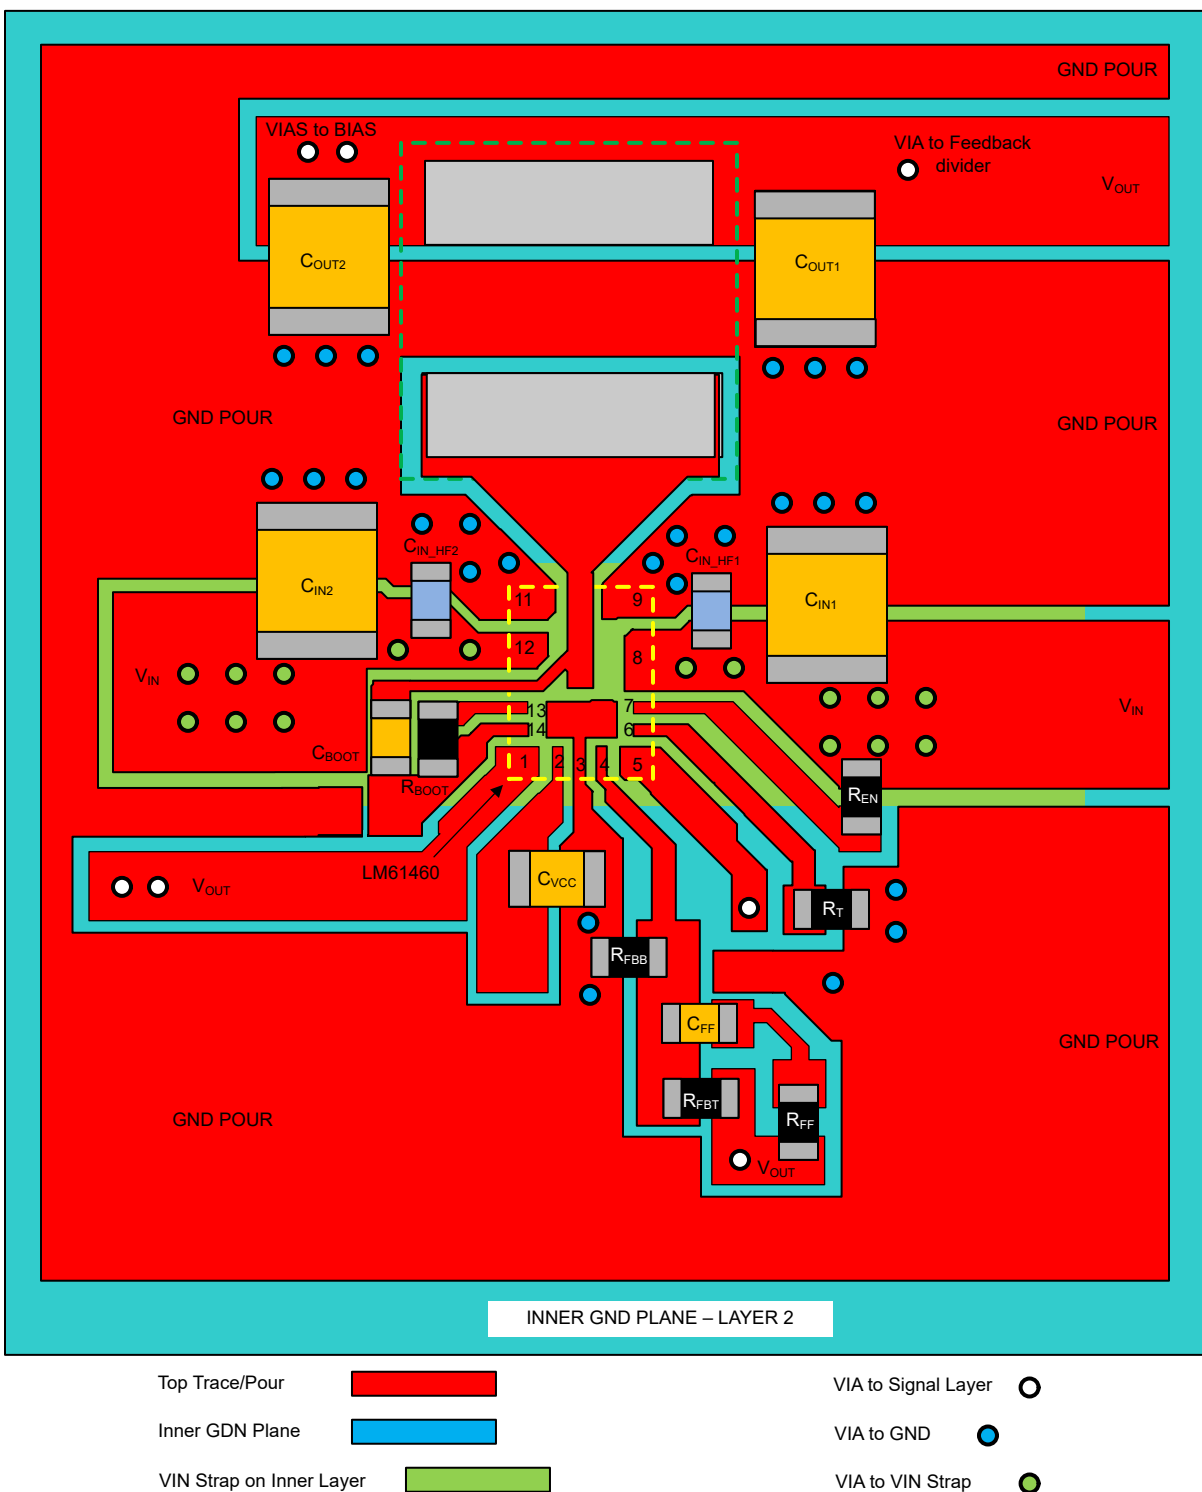 GND POUR
VIAS to BIAS
VIA to Feedback
divider
VOUT
COUT2
COUT1
GND POUR
GND POUR
CIN_HF2
CIN_HF1
CIN2
CIN1
11
9
12
8
VIN
VIN
13
7
14
6
CBOOT
RBOOT
1
2
3
4
5
REN
LM61460
VOUT
CVCC
RT
RFBB
CFF
GND POUR
RFBT
RFF
GND POUR
VOUT
INNER GND PLANE – LAYER 2
Top Trace/Pour
VIA to Signal Layer
Inner GDN Plane
VIA to GND
VIN Strap on Inner Layer
VIA to VIN Strap